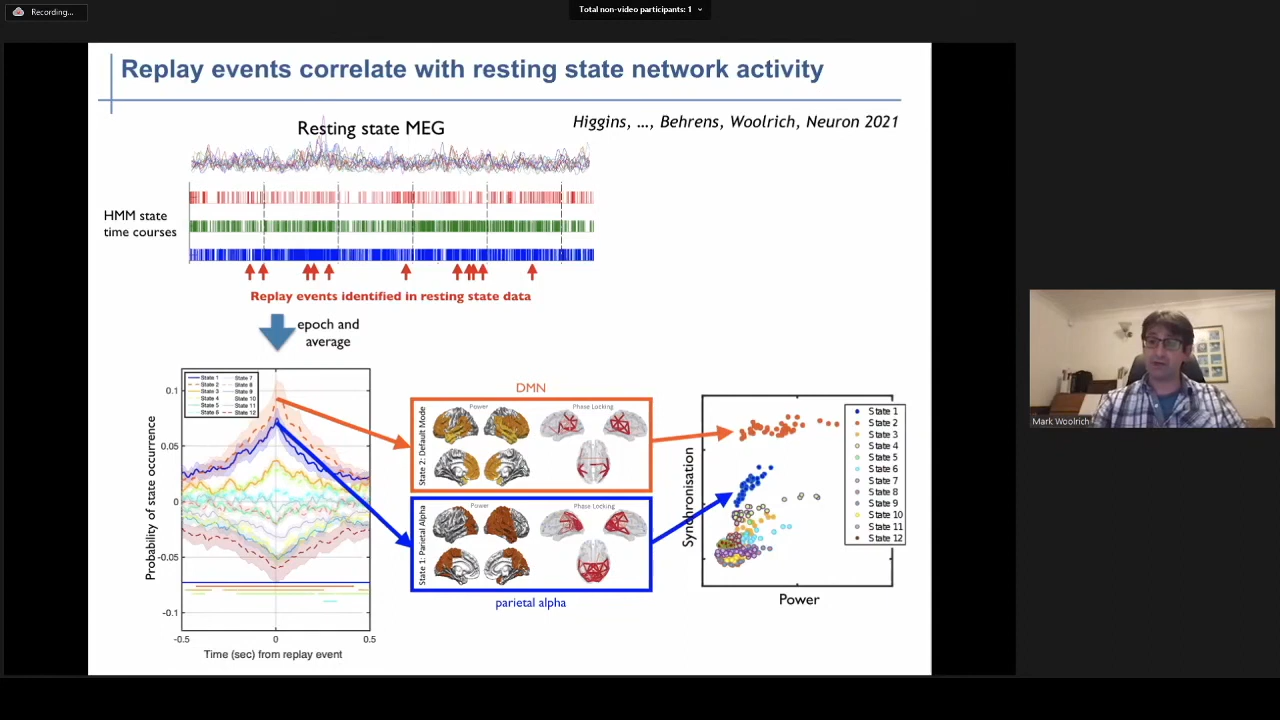 Recording...
Total non-video participants: 1
Replay events correlate with resting state network activity
Higgins, ..., Behrens, Woolrich, Neuron 2021
Resting state MEG
HMM state
time courses
Replay events identified in resting state data
epoch and
average
State 1
State 2
State 3
State 4
State 5
State 6
State 7
State 8
State 9
State 10
State 11
State 12
0.1
0.05
0
-0.05
-0.1
Probability of state occurrence
-0.5
0
0.5
Time (sec) from replay event
DMN
State 2: Default Mode
Power
Phase Locking
State 1: Parietal Alpha
Power
Phase Locking
parietal alpha
Synchronisation
Power
State 1
State 2
State 3
State 4
State 5
State 6
State 7
State 8
State 9
State 10
State 11
State 12
Mark Woolrich